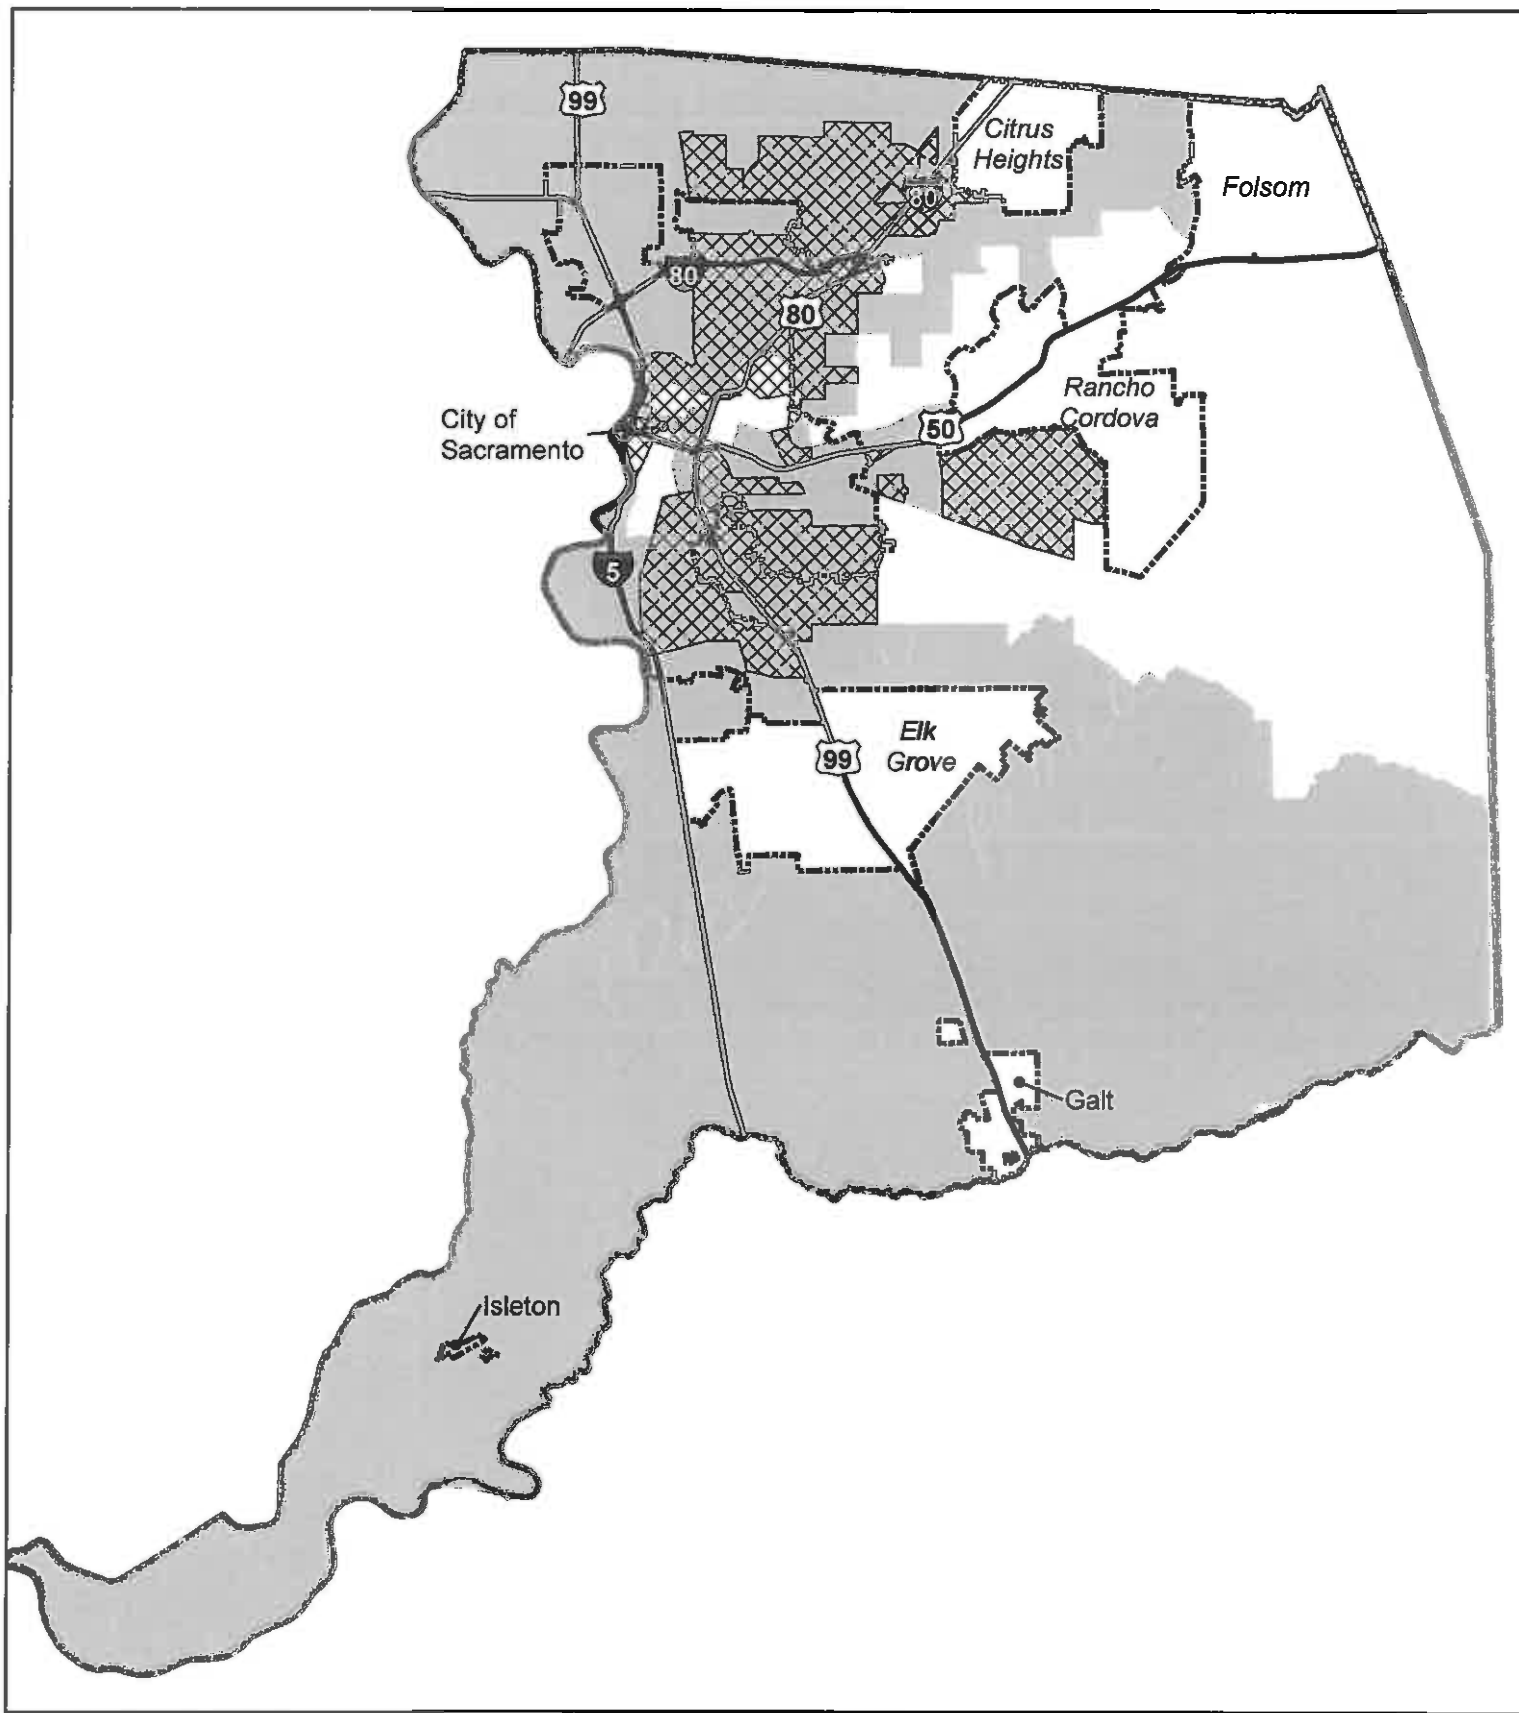 99
Citrus
Heights
Folsom
80
80
80
City of
Sacramento
50
Rancho
Cordova
5
Elk
Grove
99
Galt
Isleton